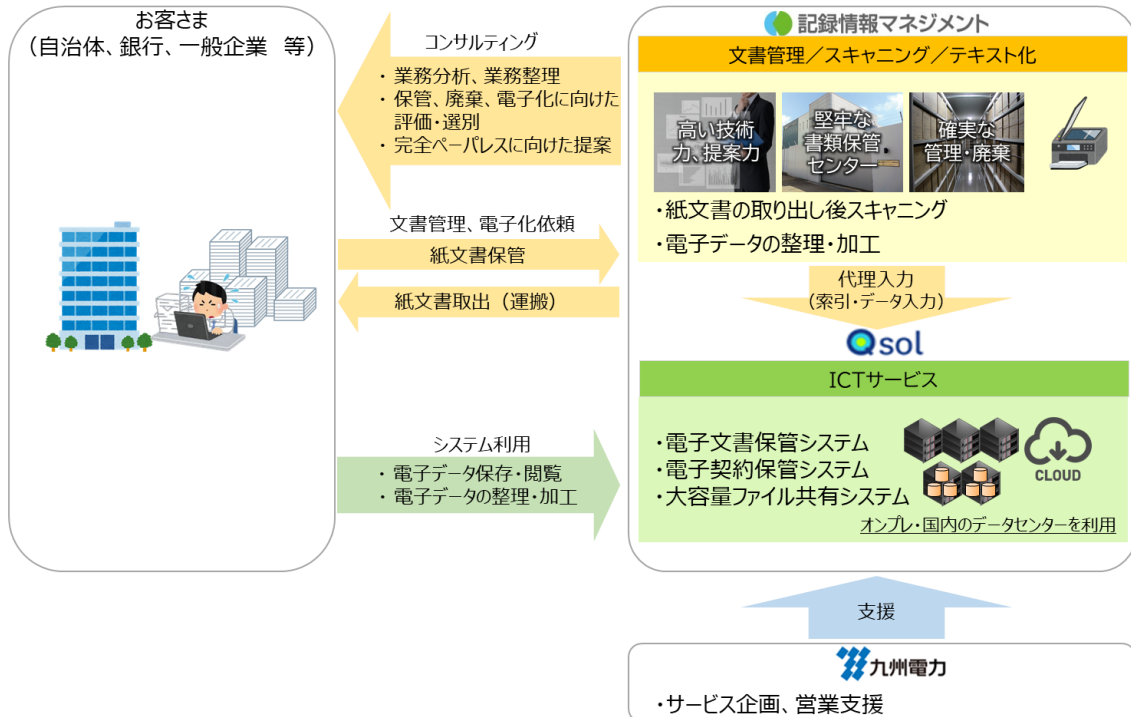 お客さま
（自治体、銀行、一般企業　等）
コンサルティング
・業務分析、業務整理
・保管、廃棄、電子化に向けた
評価・選別
・完全ペーパレスに向けた提案
文書管理、電子化依頼
紙文書保管
紙文書取出（運搬）
システム利用
・電子データ保存・閲覧
・電子データの整理・加工
記録情報マネジメント
文書管理／スキャニング／テキスト化
高い技術
力、提案力
堅牢な
書類保管
センター
確実な
管理・廃棄
・紙文書の取り出し後スキャニング
・電子データの整理・加工
代理入力
（索引・データ入力）
Qsol
ICTサービス
・電子文書保管システム
・電子契約保管システム
・大容量ファイル共有システム
CLOUD
オンプレ・国内のデータセンターを利用
支援
九州電力
・サービス企画、営業支援